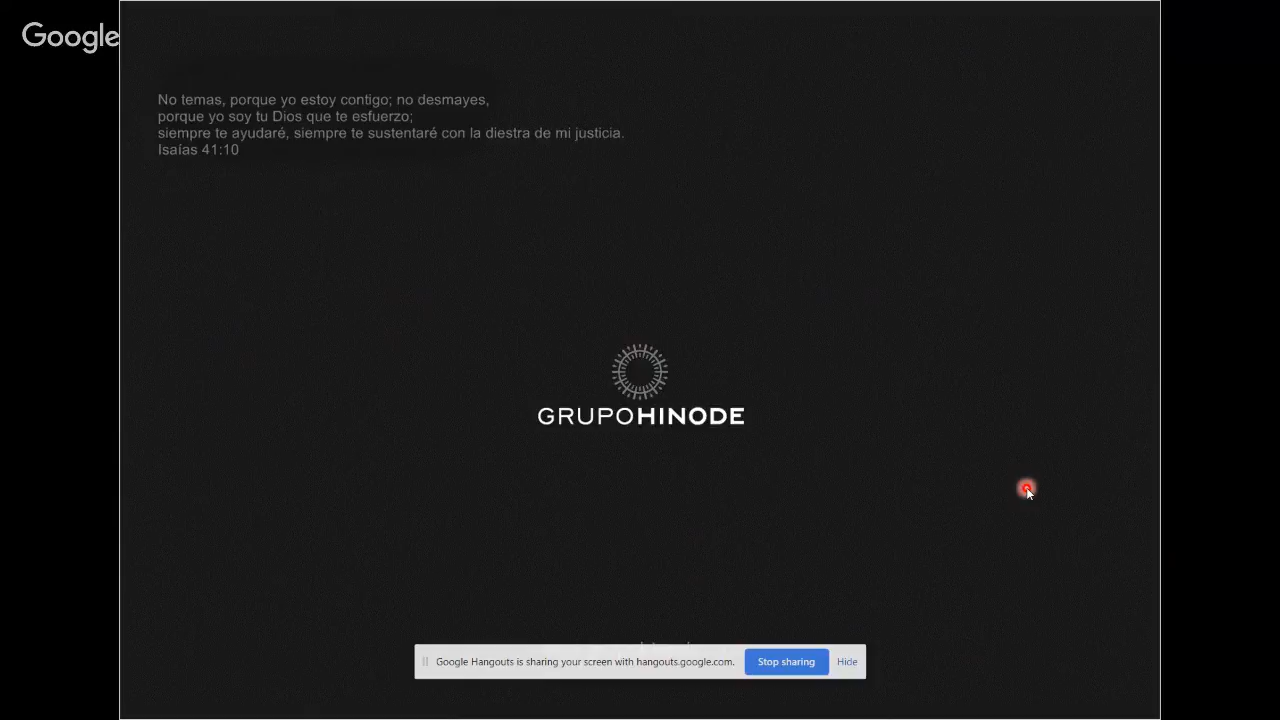 Google
No temas, porque yo estoy contigo; no desmayes,
porque yo soy tu Dios que te esfuerzo;
siempre te ayudaré, siempre te sustentaré con la diestra de mi justicia.
Isaías 41:10
GRUPOHINODE
Google Hangouts is sharing your screen with hangouts.google.com.
Stop sharing
Hide